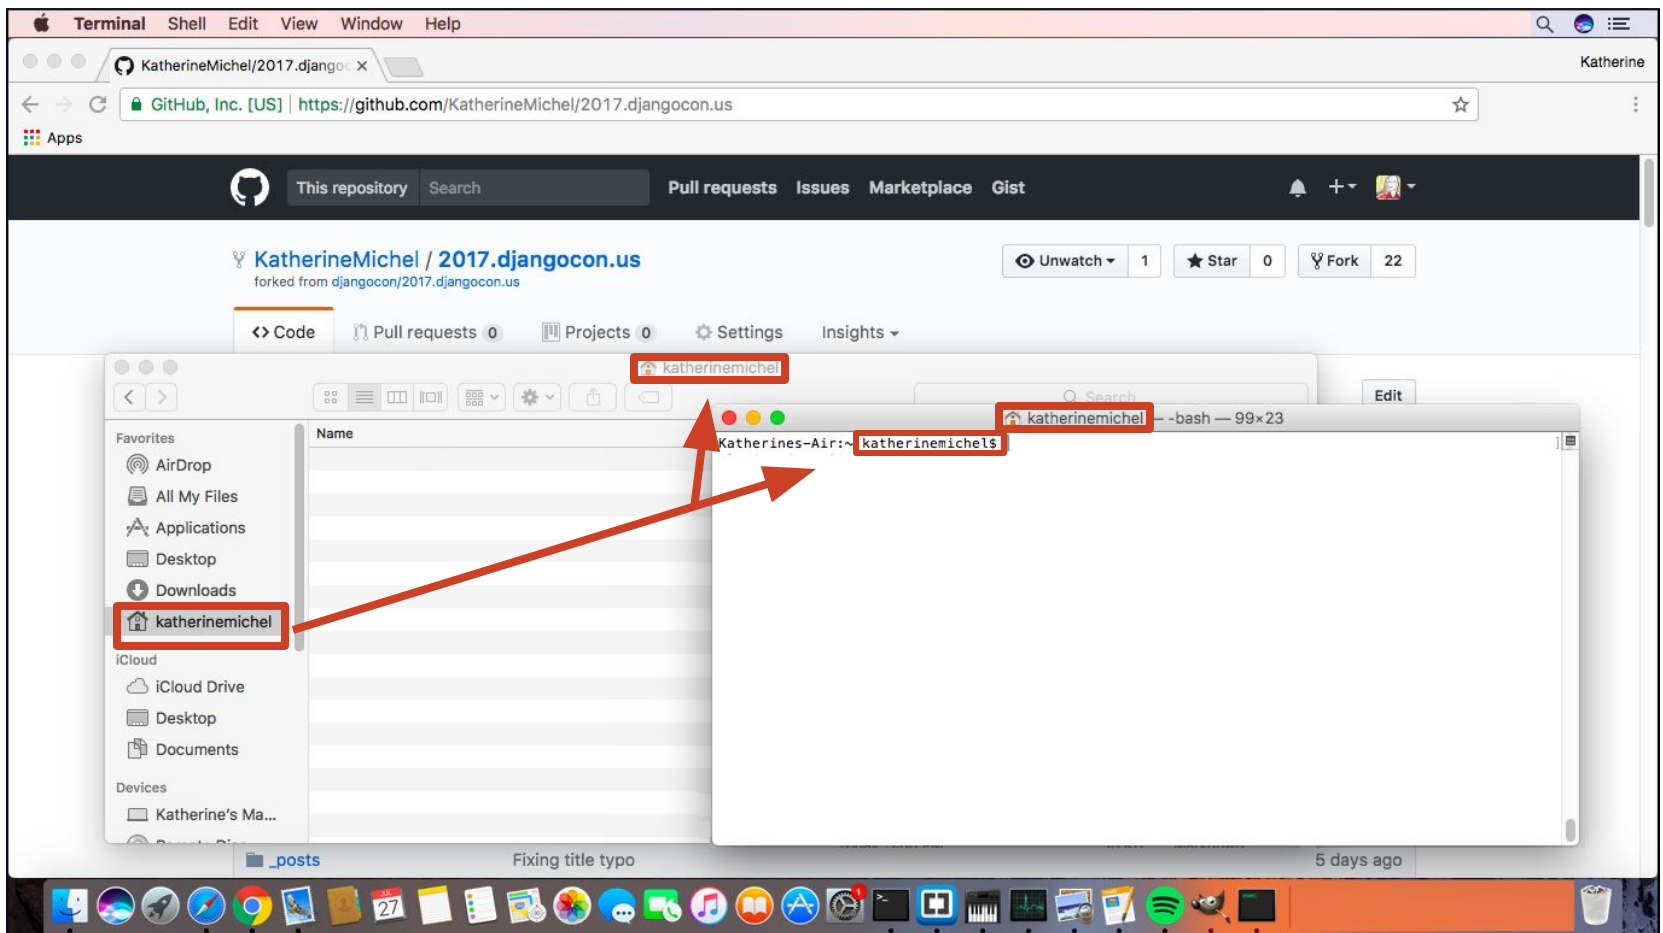 Terminal Shell Edit View Window Help
KatherineMichel/2017.djangoc
Katherine
GitHub, Inc. [US] https://github.com/KatherineMichel/2017.djangocon.us
Apps
This repository Search Pull requests Issues Marketplace Gist
KatherineMichel / 2017.djangocon.us
Unwatch 1 Star 0 Fork 22
forked from djangocon/2017.djangocon.us
<> Code Pull requests 0 Projects 0 Settings Insights
katherinemichel
Search
Edit
katherinemichel — -bash — 99×23
Favorites
Name
Katherines-Air:~ katherinemichel$
AirDrop
All My Files
Applications
Desktop
Downloads
katherinemichel
iCloud
iCloud Drive
Desktop
Documents
Devices
Katherine's Ma...
_posts Fixing title typo 5 days ago
JUL
27
1